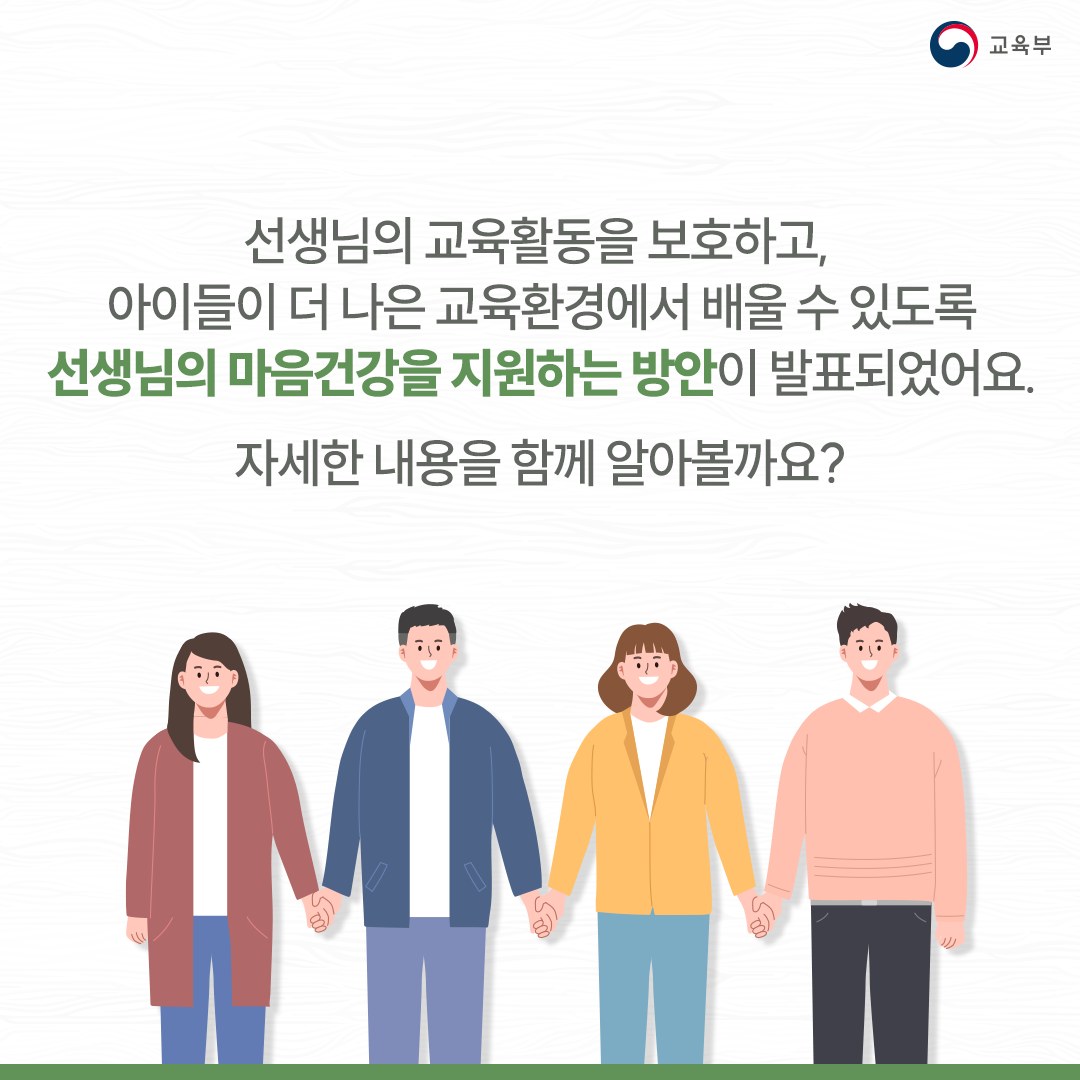 교육부
선생님의 교육활동을 보호하고,
아이들이 더 나은 교육환경에서 배울 수 있도록
선생님의 마음건강을 지원하는 방안이 발표되었어요.
자세한 내용을 함께 알아볼까요?